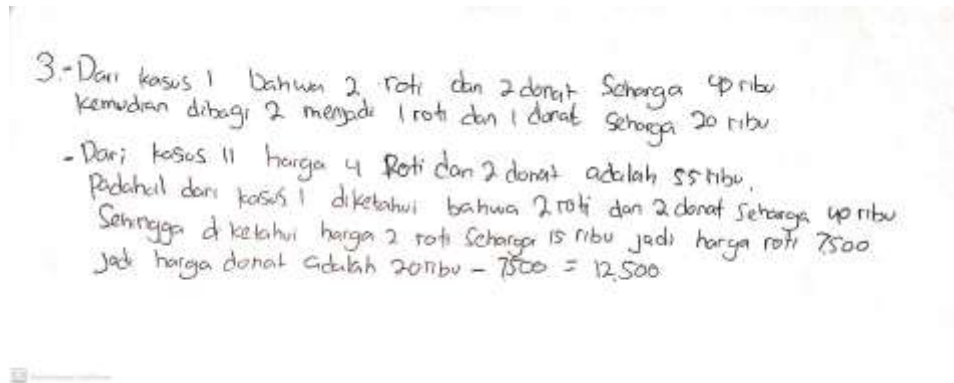 3.- Dari kasus 1 bahwa 2 roti dan 2 donat Seharga 40 ribu
kemudian dibagi 2 menjadi 1 roti dan 1 donat seharga 20 ribu
- Dari kasus 11 harga 4 Roti dan 2 donat adalah 55 ribu.
Padahal dari kasus 1 diketahui bahwa 2 roti dan 2 donat seharga 40 ribu
Sehingga di ketahui harga 2 roti seharga 15 ribu jadi harga roti 7500
Jadi harga donat adalah 20 ribu - 7500 = 12.500